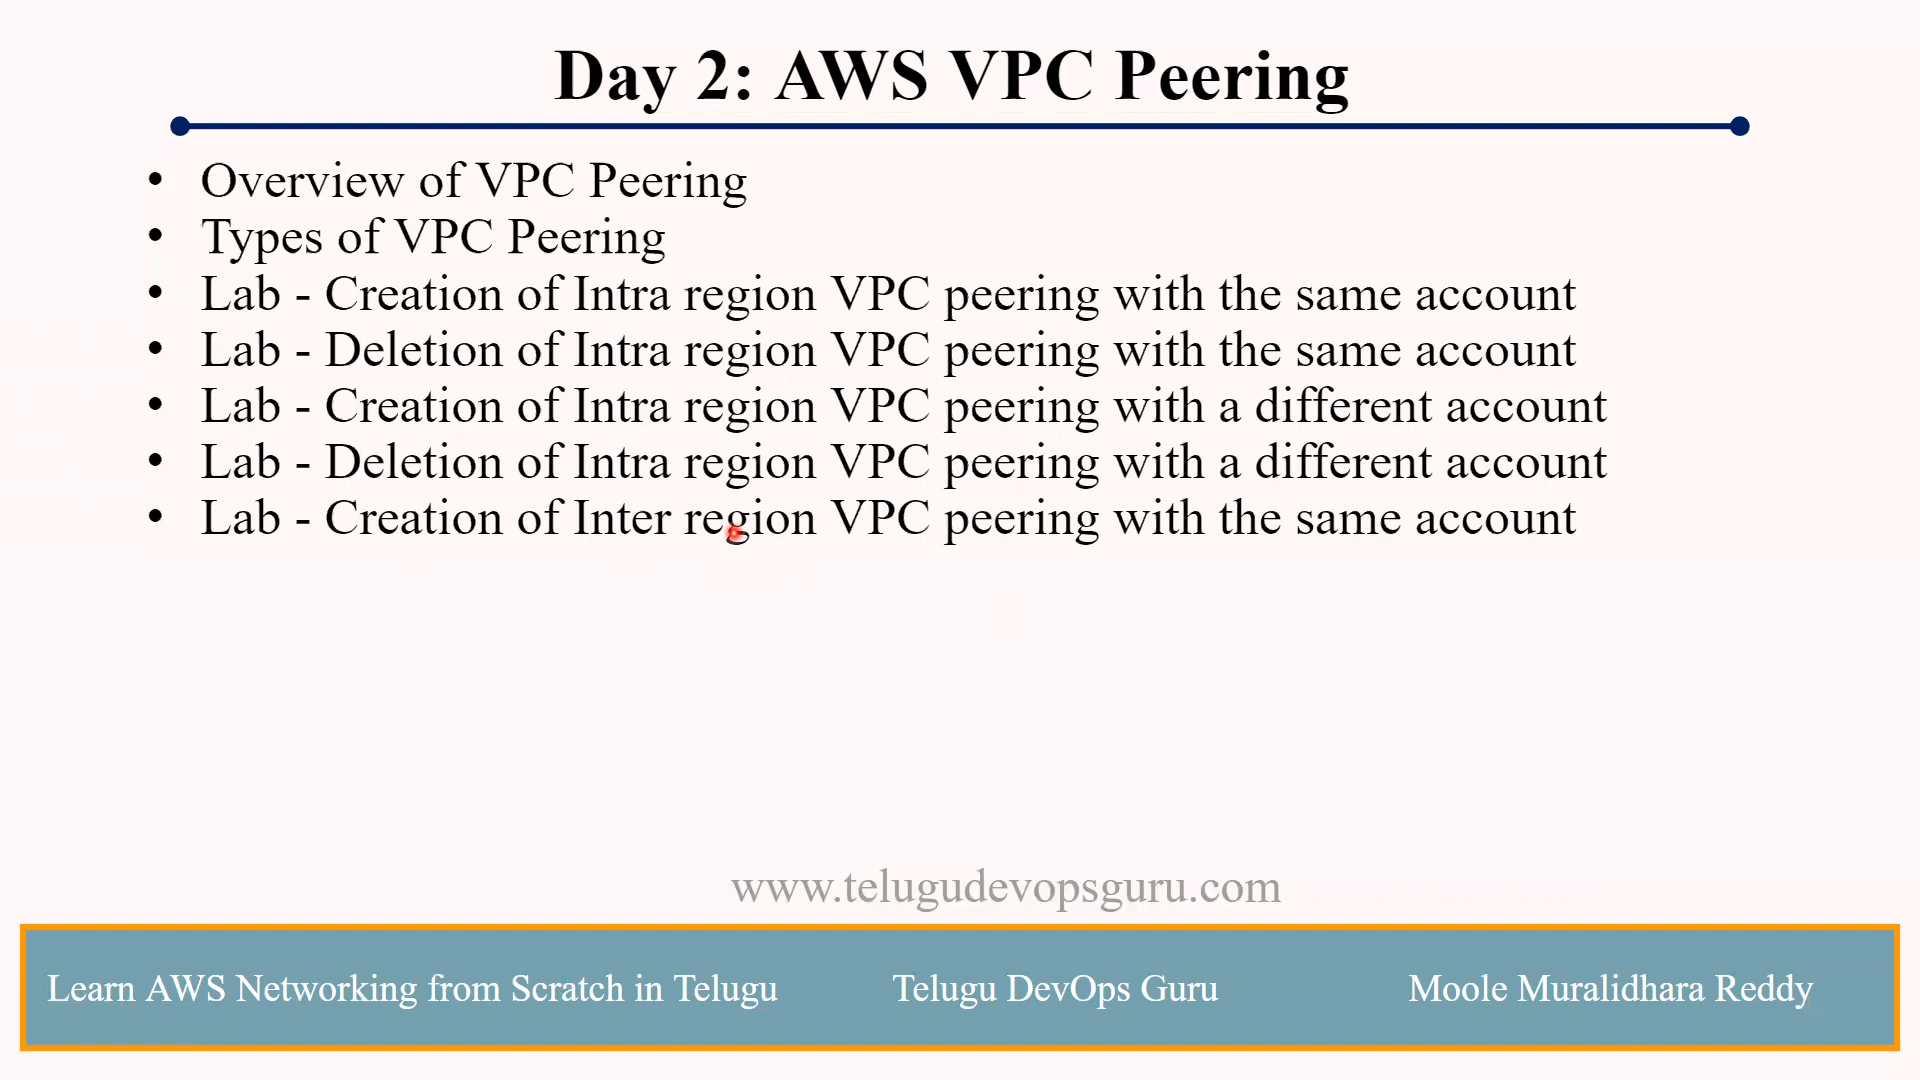 Day 2: AWS VPC Peering
• Overview of VPC Peering
• Types of VPC Peering
• Lab - Creation of Intra region VPC peering with the same account
• Lab - Deletion of Intra region VPC peering with the same account
• Lab - Creation of Intra region VPC peering with a different account
• Lab - Deletion of Intra region VPC peering with a different account
• Lab - Creation of Inter region VPC peering with the same account
www.telugudevopsguru.com
Learn AWS Networking from Scratch in Telugu
Telugu DevOps Guru
Moole Muralidhara Reddy